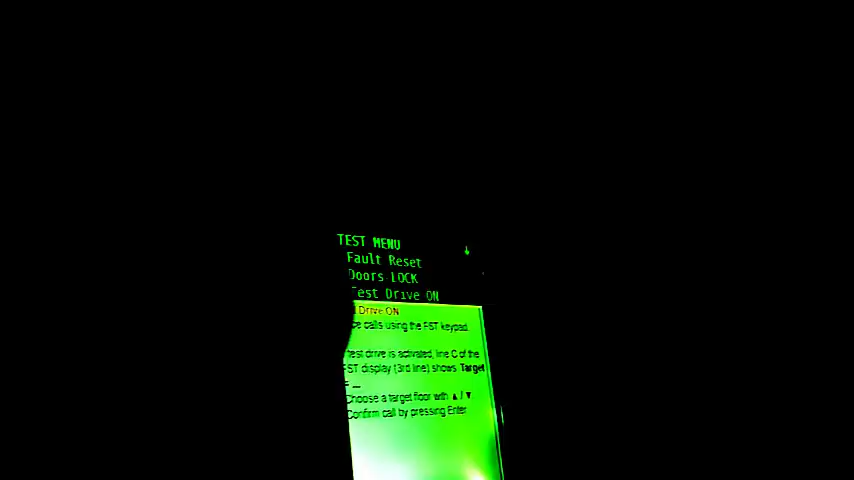 TEST MENU ↓
Fault Reset
Doors LOCK
Test Drive ON
Drive ON
calls using the FST keypad.
test drive is activated, line C of the
FST display (3rd line) shows Target
= _
Choose a target floor with ▲ / ▼
Confirm call by pressing Enter